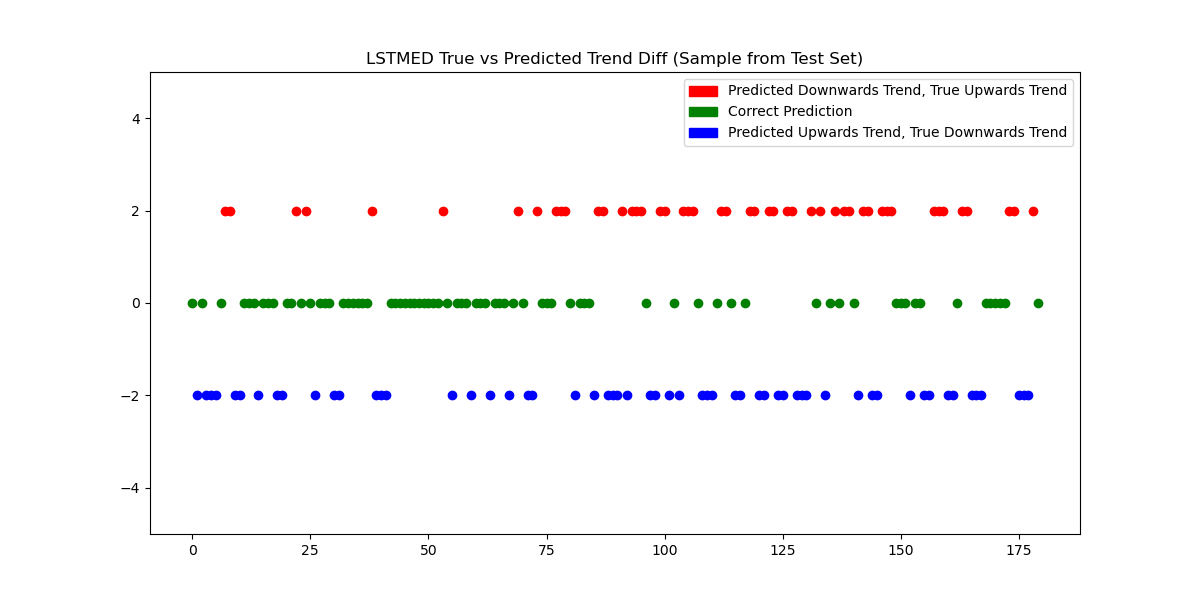 LSTMED True vs Predicted Trend Diff (Sample from Test Set)
Predicted Downwards Trend, True Upwards Trend
Correct Prediction
Predicted Upwards Trend, True Downwards Trend
4
2
0
−2
−4
0 25 50 75 100 125 150 175